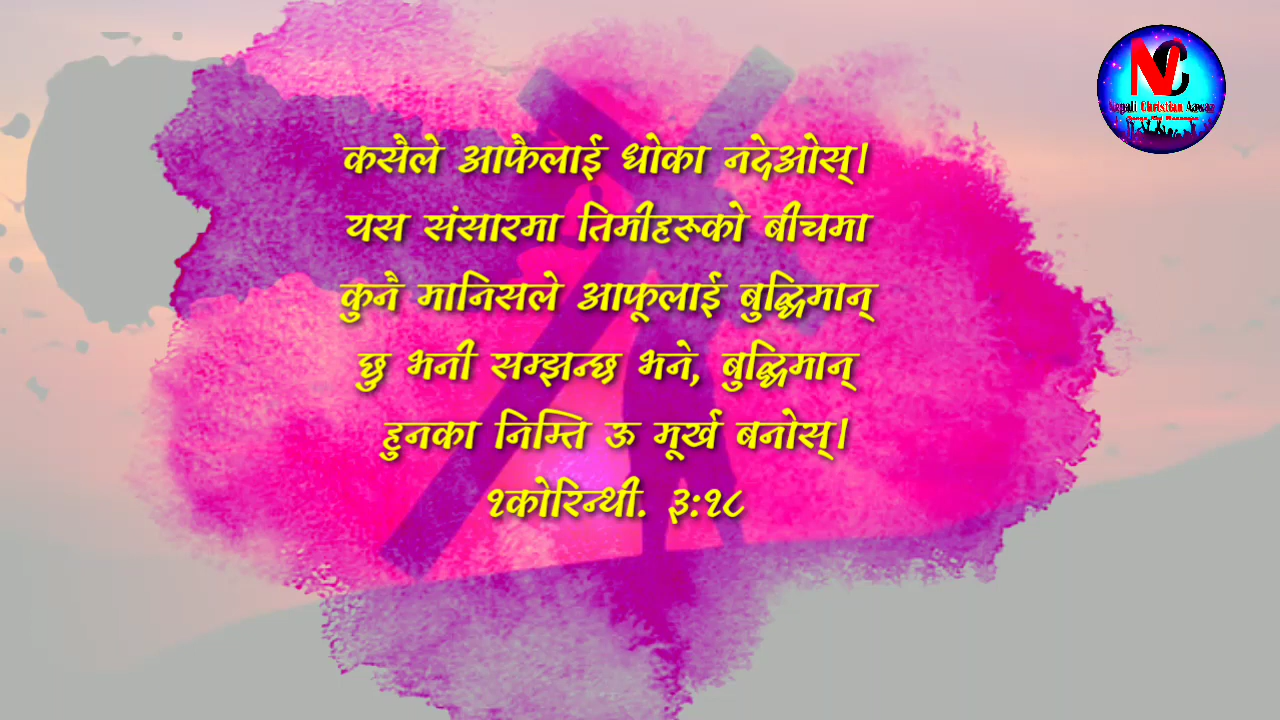 कसैले आफैलाई धोका नदेओस्।
यस संसारमा तिमीहरूको बीचमा
कुनै मानिसले आफूलाई बुद्धिमान्
छु भनी सम्झन्छ भने, बुद्धिमान्
हुनका निम्ति ऊ मूर्ख बनोस्।
१कोरिन्थी. ३:१८
NC
Nepali Christian Aawaz